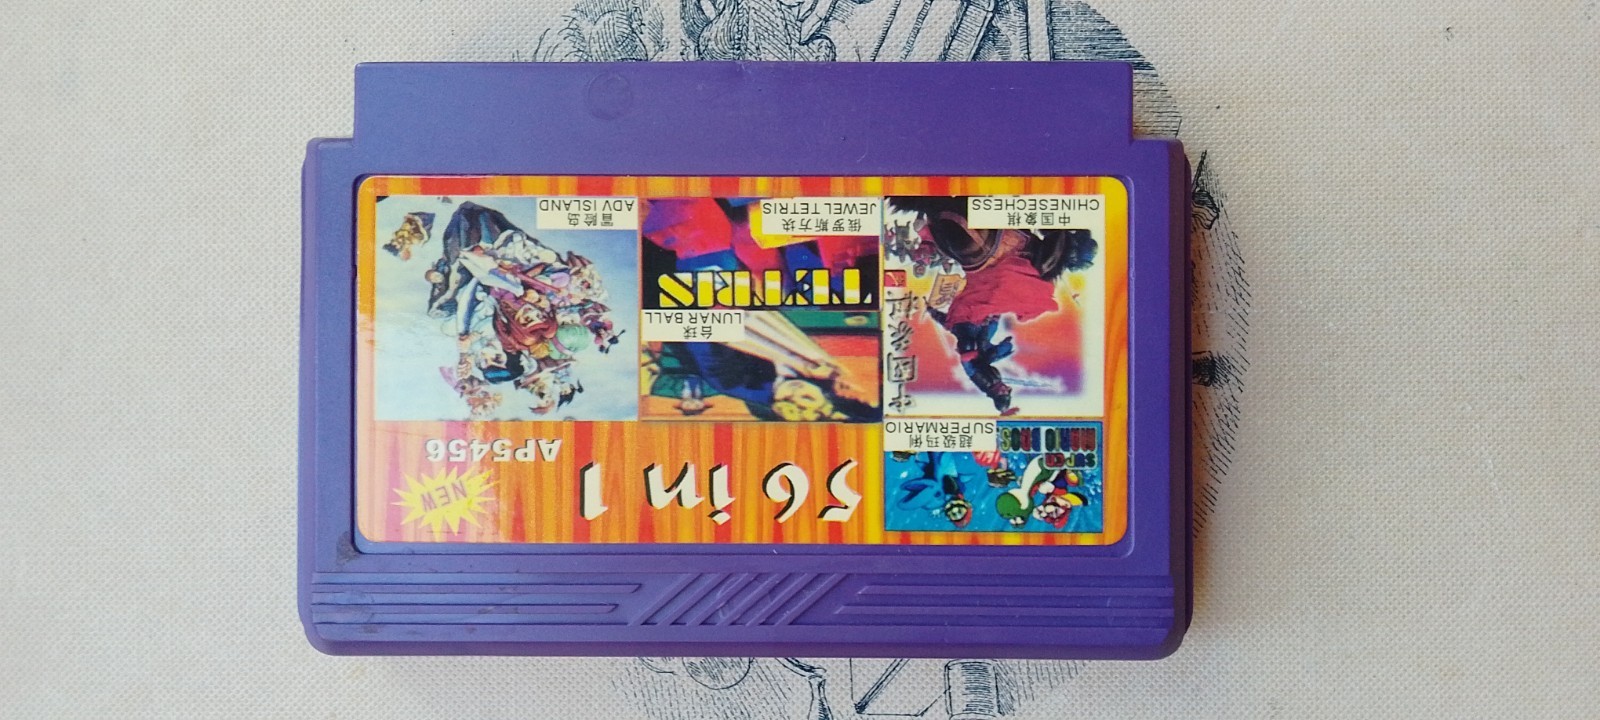 超级玛俐
SUPERMARIO
SUPER
MARIO BROS
56 in 1
NEW
AP5456
中国象棋
CHINESECHESS
台球
LUNAR BALL
TETRIS
俄罗斯方块
JEWEL TETRIS
冒险岛
ADV ISLAND